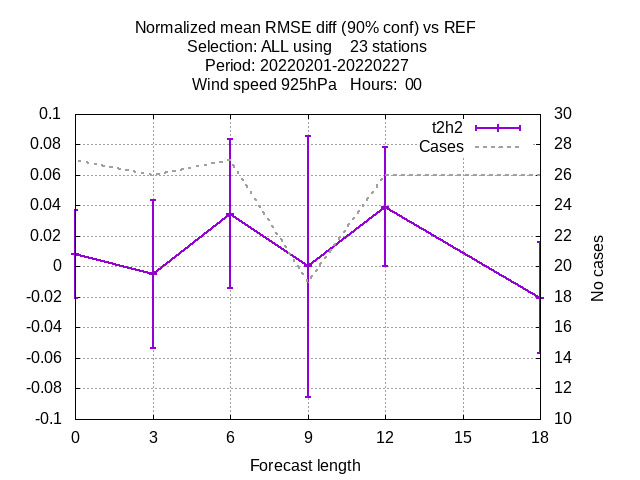 Normalized mean RMSE diff (90% conf) vs REF
Selection: ALL using    23 stations
Period: 20220201-20220227
Wind speed 925hPa   Hours:  00
0.1 30
0.08 t2h2 28
0.06 Cases 26
0.04 24
0.02 22
0 20
-0.02 18
-0.04 16
-0.06 14
-0.08 12
-0.1 10
No cases
0 3 6 9 12 15 18
Forecast length